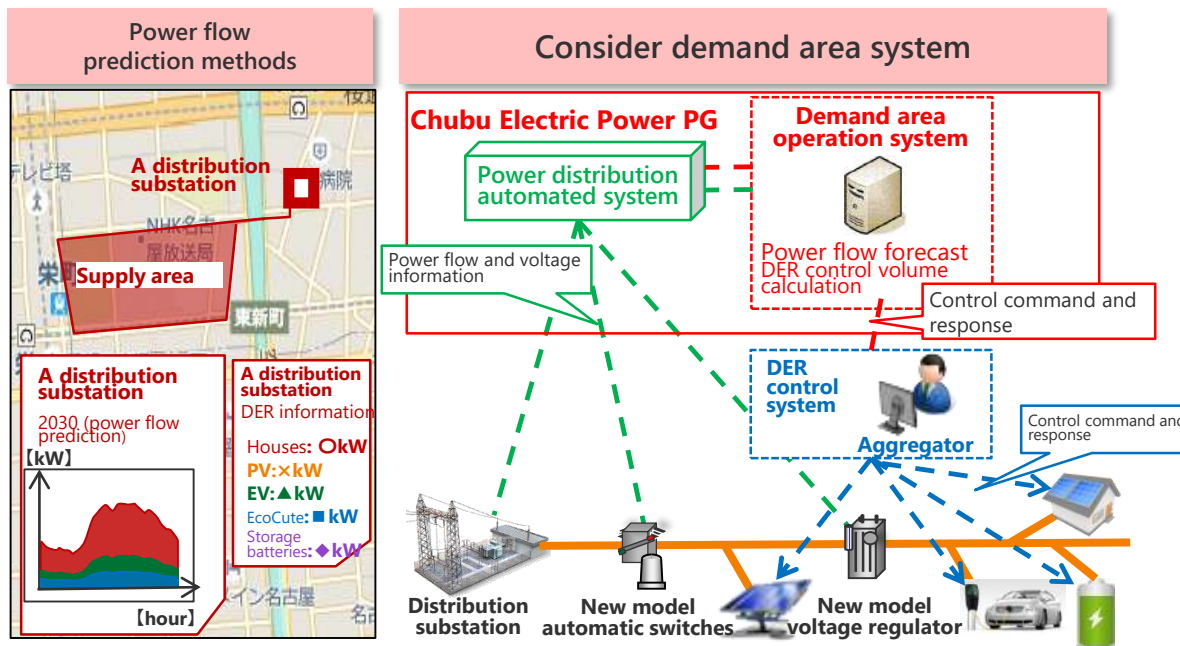 Power flow
prediction methods
Consider demand area system
テレビ塔
病院
A distribution
substation
NHK名古
屋放送局
栄町
Supply area
東新町
A distribution
substation
2030 (power flow
prediction)
【kW】
【hour】
A distribution
substation
DER information
Houses: 〇kW
PV:×kW
EV:▲kW
EcoCute:■kW
Storage
batteries:◆kW
メイン名古屋
Chubu Electric Power PG
Power distribution
automated system
Demand area
operation system
Power flow forecast
DER control volume
calculation
Power flow and voltage
information
Control command and
response
DER
control
system
Aggregator
Control command and
response
Distribution
substation
New model
automatic switches
New model
voltage regulator